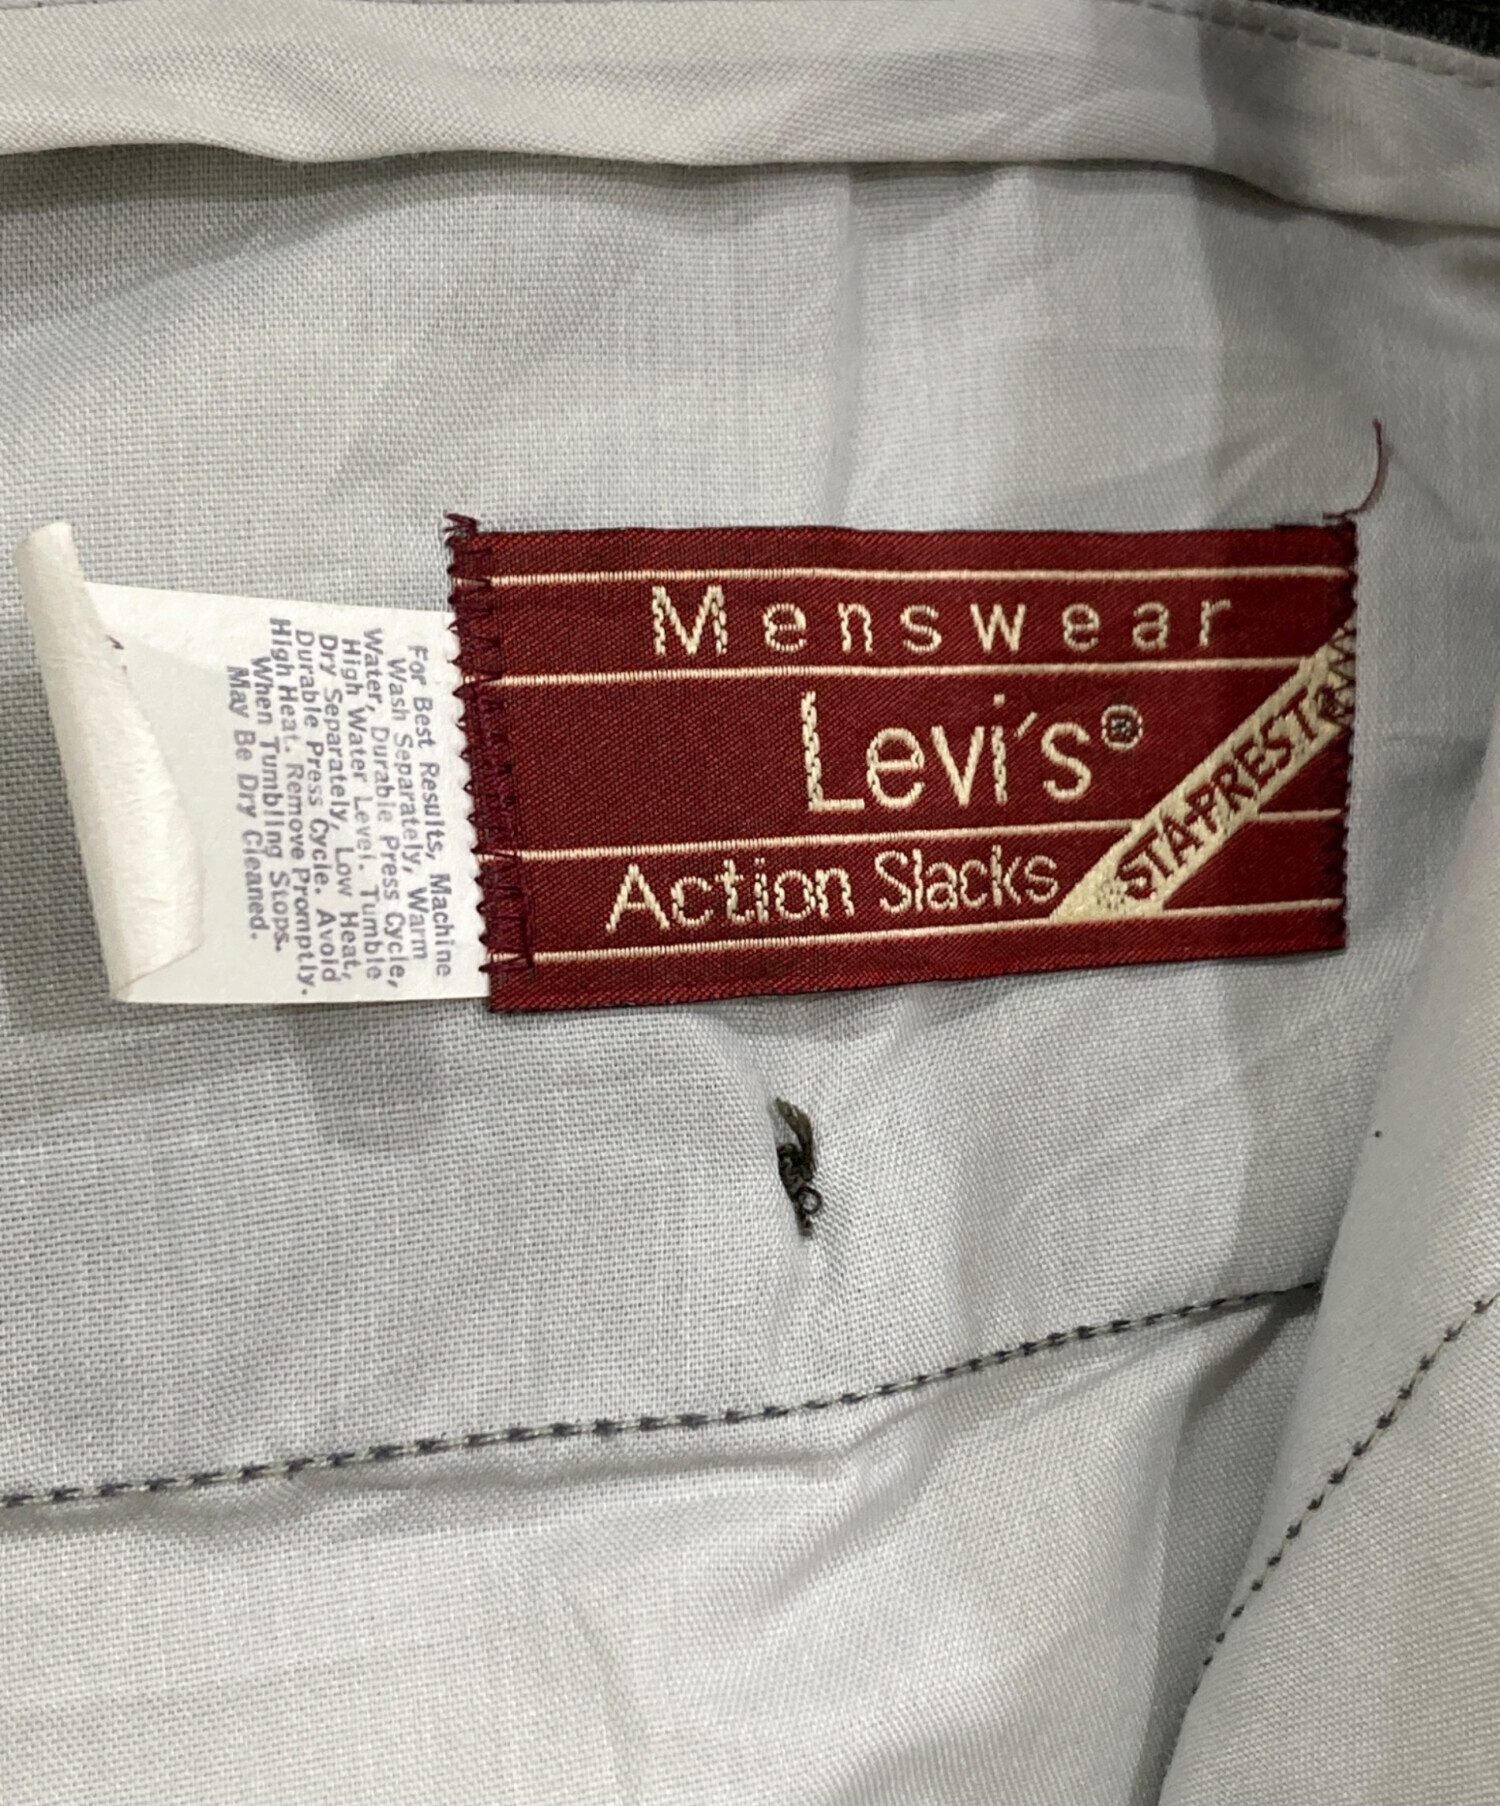 Menswear
Levi's®
Action Slacks
STA-PREST
For Best Results, Machine
Wash Separately, Warm
Water, Durable Press Cycle,
High Water Level. Tumble
Dry Separately, Low Heat,
Durable Press Cycle. Avoid
High Heat. Remove Promptly.
When Tumbling Stops.
May Be Dry Cleaned.